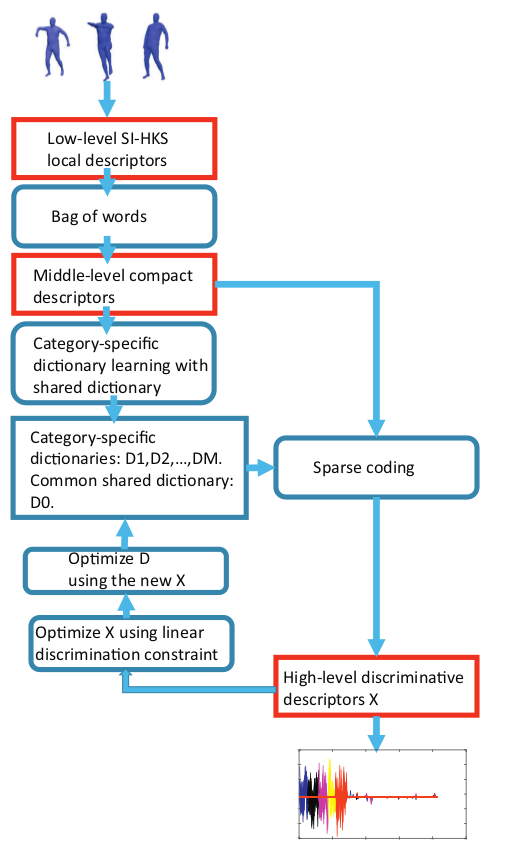 Low-level SI-HKS
local descriptors
Bag of words
Middle-level compact
descriptors
Category-specific
dictionary learning with
shared dictionary
Category-specific
dictionaries: D1,D2,...,DM.
Common shared dictionary:
D0.
Sparse coding
Optimize D
using the new X
Optimize X using linear
discrimination constraint
High-level discriminative
descriptors X